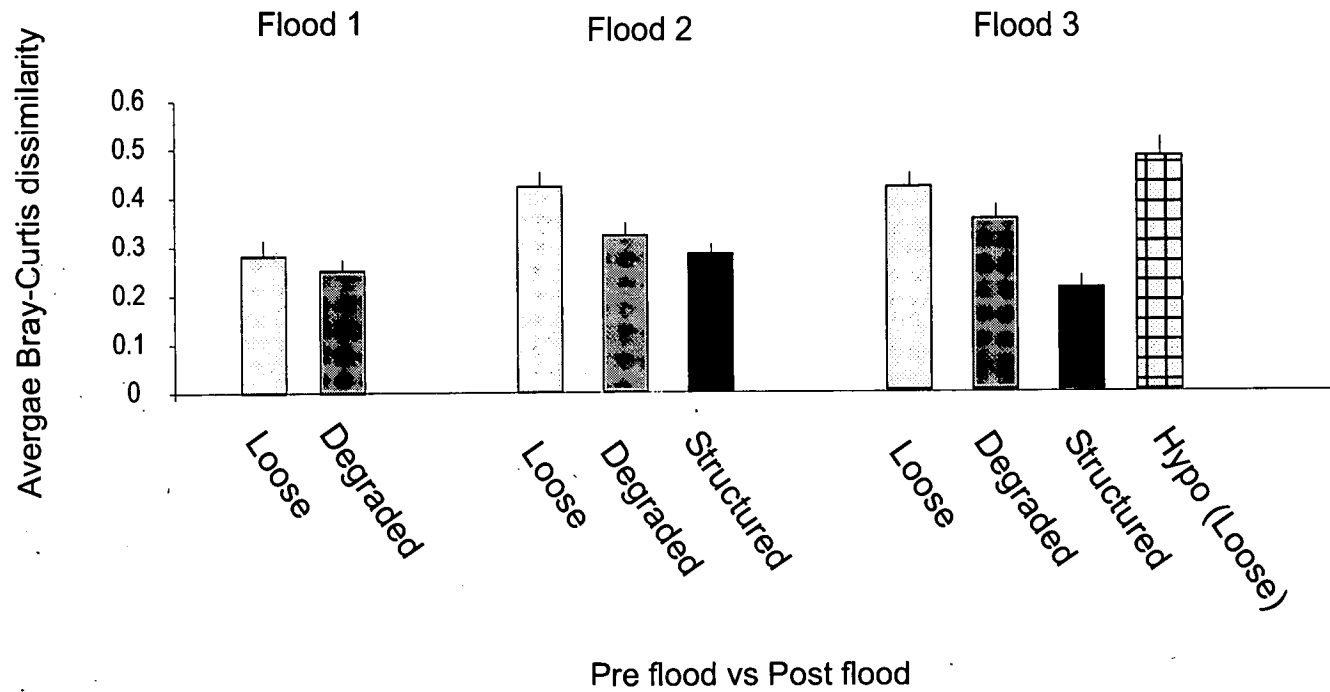 Flood 1
Flood 2
Flood 3
Avergae Bray-Curtis dissimilarity
0.6
0.5
0.4
0.3
0.2
0.1
0
Loose
Degraded
Loose
Degraded
Structured
Loose
Degraded
Structured
Hypo (Loose)
Pre flood vs Post flood